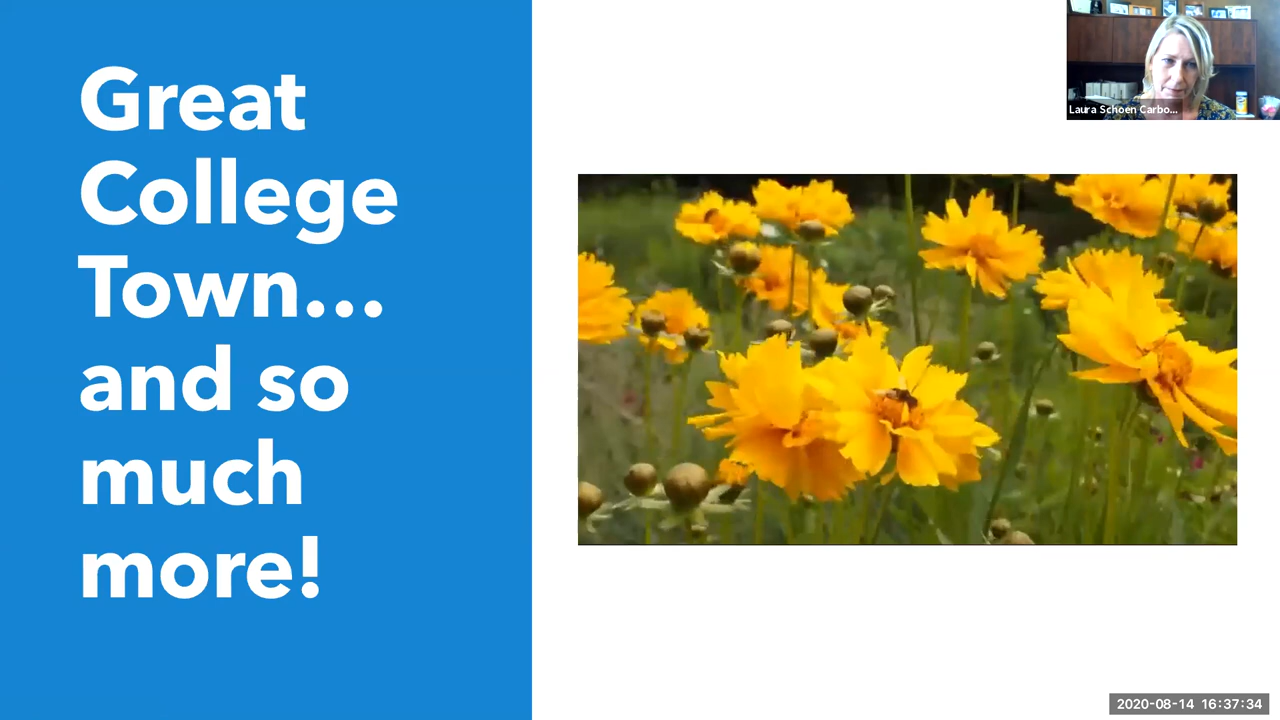 Great
College
Town...
and so
much
more!
Laura Schoen Carbo...
2020-08-14 16:37:34